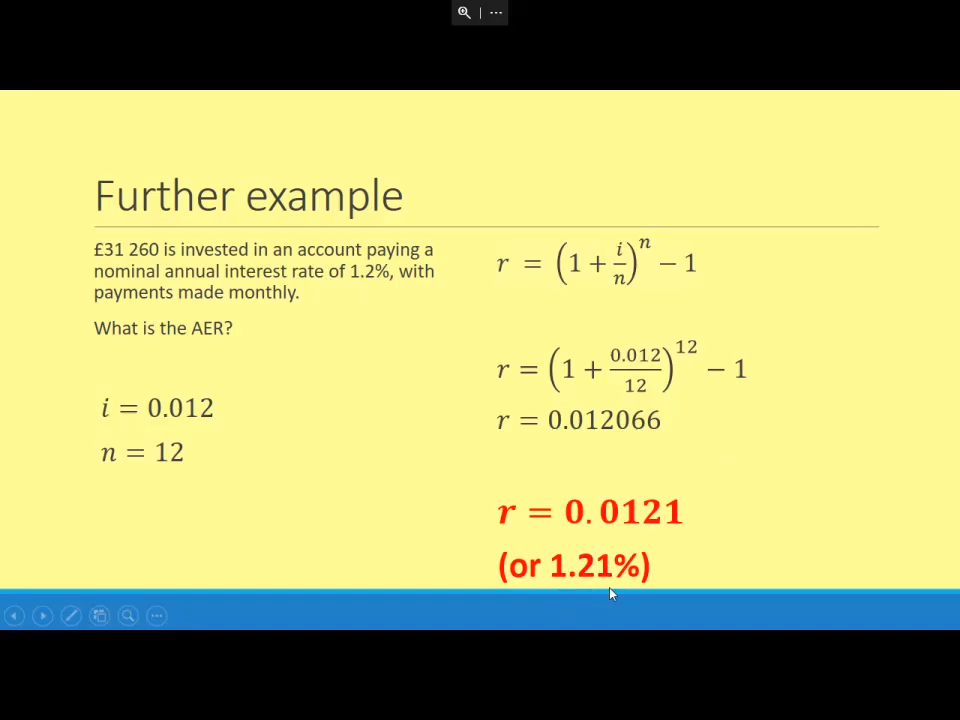 Further example
£31 260 is invested in an account paying a
nominal annual interest rate of 1.2%, with
payments made monthly.
What is the AER?
i = 0.012
n = 12
r = (1 + i/n)^n − 1
r = (1 + 0.012/12)^12 − 1
r = 0.012066
r = 0.0121
(or 1.21%)